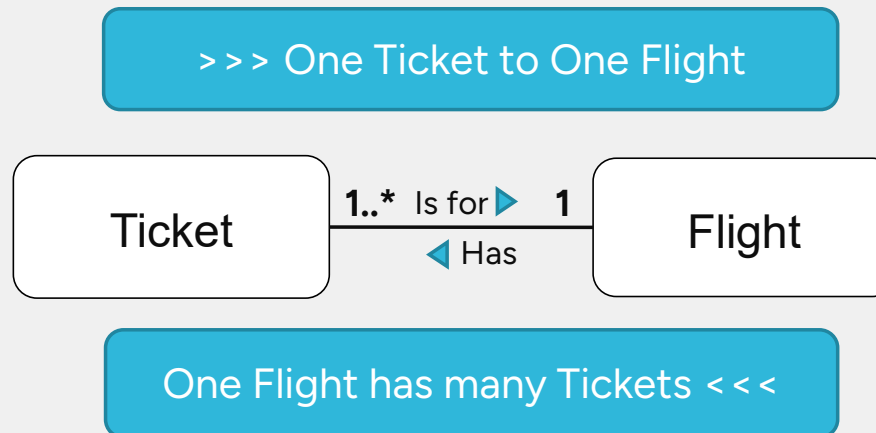 >>> One Ticket to One Flight
Ticket
1..* Is for 1
Has
Flight
One Flight has many Tickets <<<